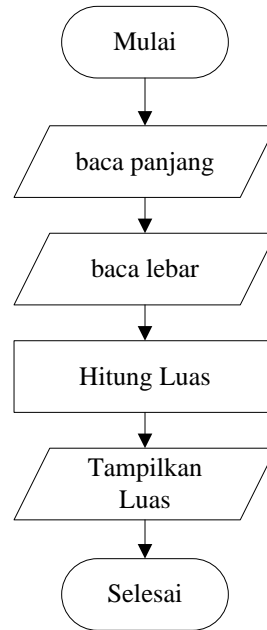 Mulai
baca panjang
baca lebar
Hitung Luas
Tampilkan
Luas
Selesai